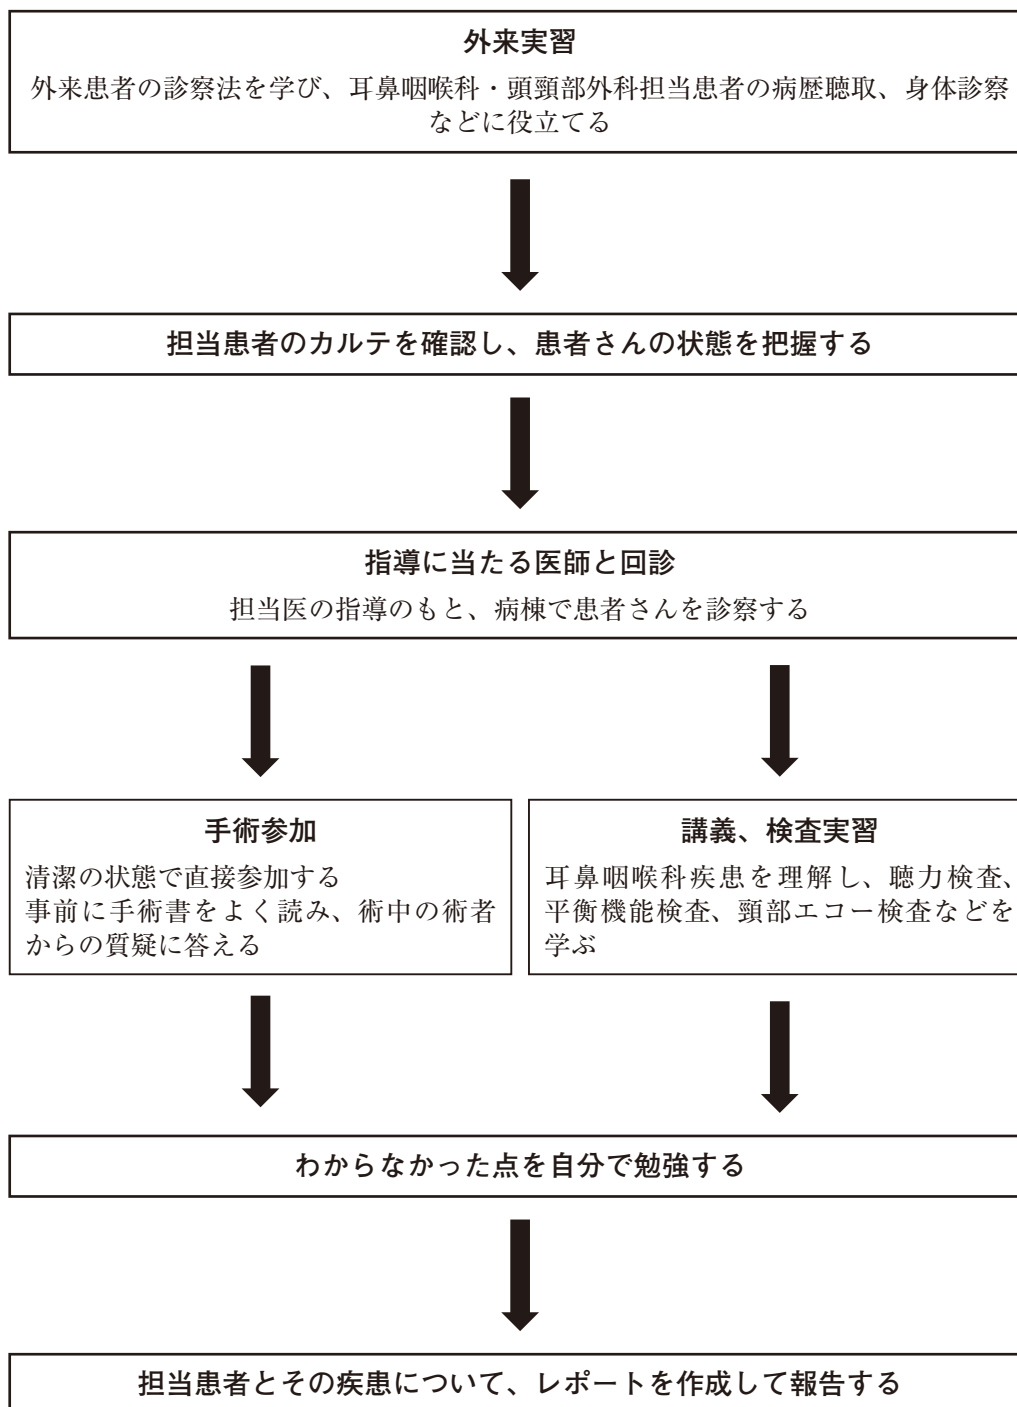 外来実習
外来患者の診察法を学び、耳鼻咽喉科・頭頸部外科担当患者の病歴聴取、身体診察
などに役立てる
担当患者のカルテを確認し、患者さんの状態を把握する
指導に当たる医師と回診
担当医の指導のもと、病棟で患者さんを診察する
手術参加
清潔の状態で直接参加する
事前に手術書をよく読み、術中の術者
からの質疑に答える
講義、検査実習
耳鼻咽喉科疾患を理解し、聴力検査、
平衡機能検査、頸部エコー検査などを
学ぶ
わからなかった点を自分で勉強する
担当患者とその疾患について、レポートを作成して報告する